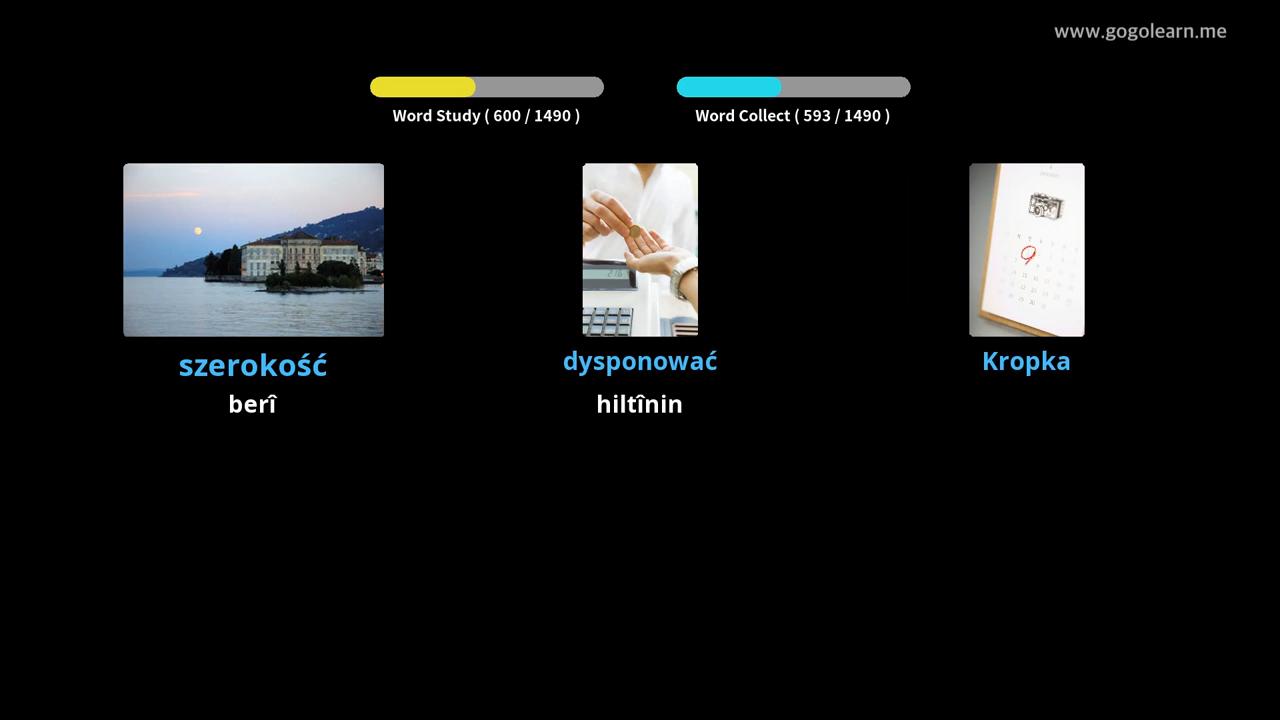 www.gogolearn.me
Word Study ( 600 / 1490 )
Word Collect ( 593 / 1490 )
szerokość
dysponować
Kropka
berî
hiltînin